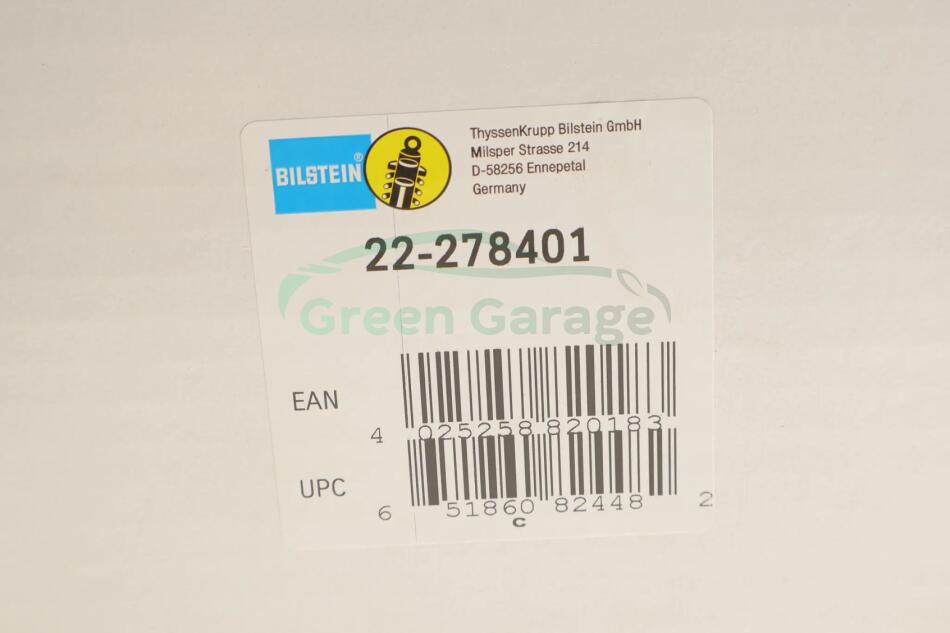 BILSTEIN®
ThyssenKrupp Bilstein GmbH
Milsper Strasse 214
D-58256 Ennepetal
Germany
22-278401
Green Garage
EAN
4 025258 820183
UPC
6 51860 82448 2
c